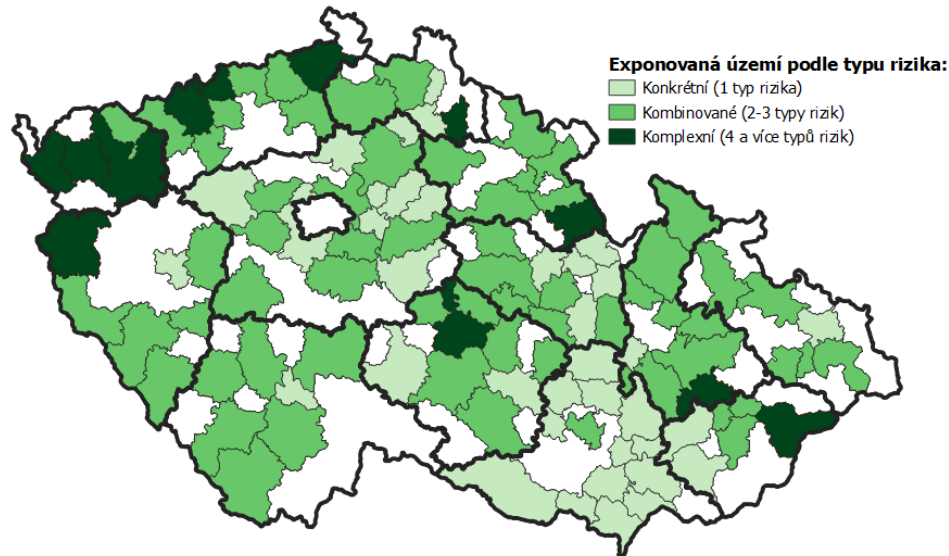 Exponovaná území podle typu rizika:
Konkrétní (1 typ rizika)
Kombinované (2-3 typy rizik)
Komplexní (4 a více typů rizik)